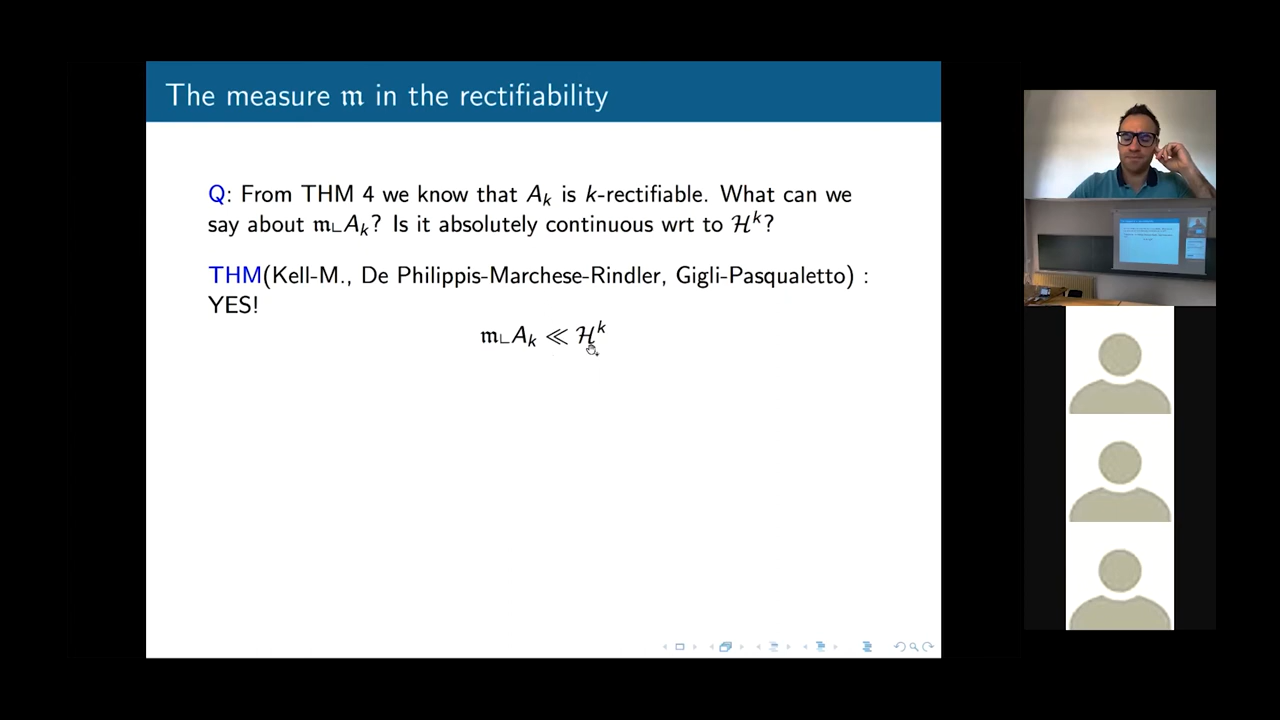 The measure 𝔪 in the rectifiability
Q: From THM 4 we know that A_k is k-rectifiable. What can we
say about 𝔪⌞A_k? Is it absolutely continuous wrt to ℋ^k?
THM(Kell-M., De Philippis-Marchese-Rindler, Gigli-Pasqualetto) :
YES!
𝔪⌞A_k ≪ ℋ^k